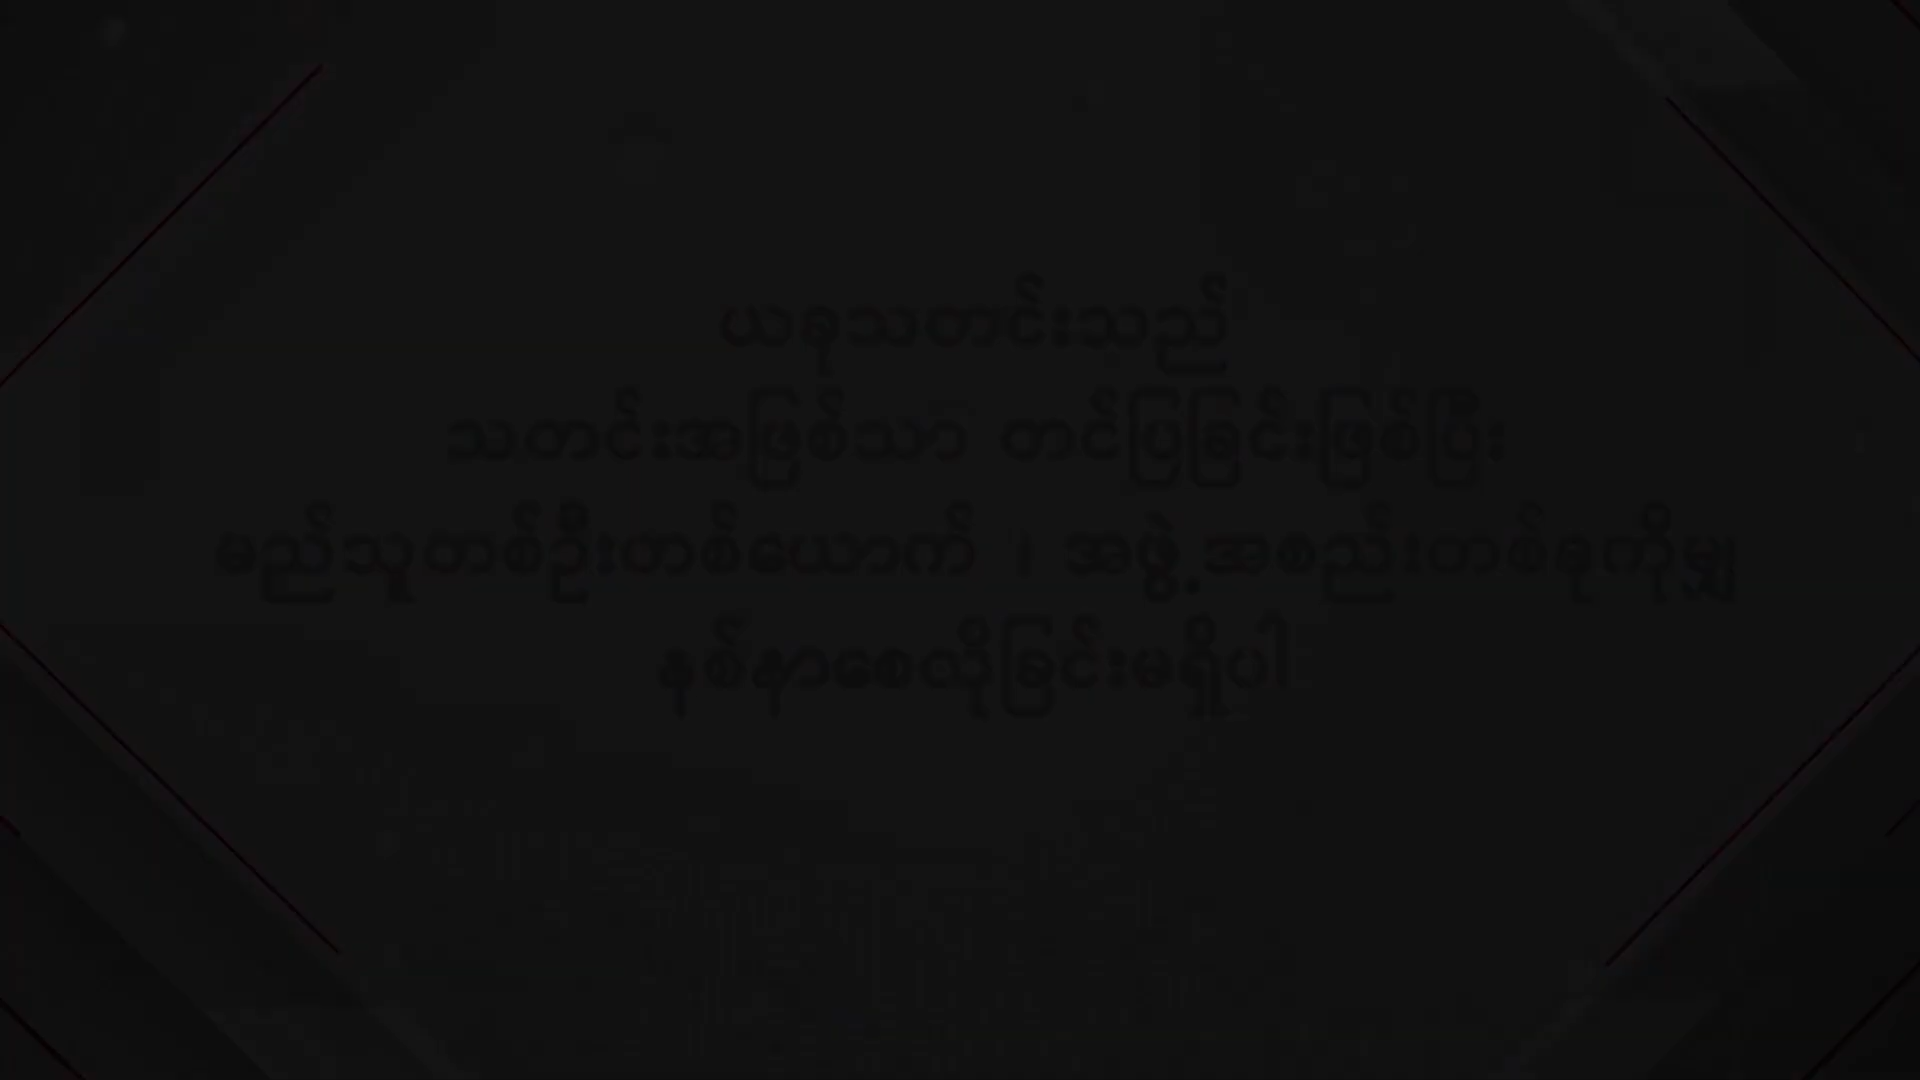 ယခုသတင်းသည်
သတင်းအဖြစ်သာ တင်ပြခြင်းဖြစ်ပြီး
မည်သူတစ်ဦးတစ်ယောက် ၊ အဖွဲ့အစည်းတစ်ခုကိုမျှ
နစ်နာစေလိုခြင်းမရှိပါ